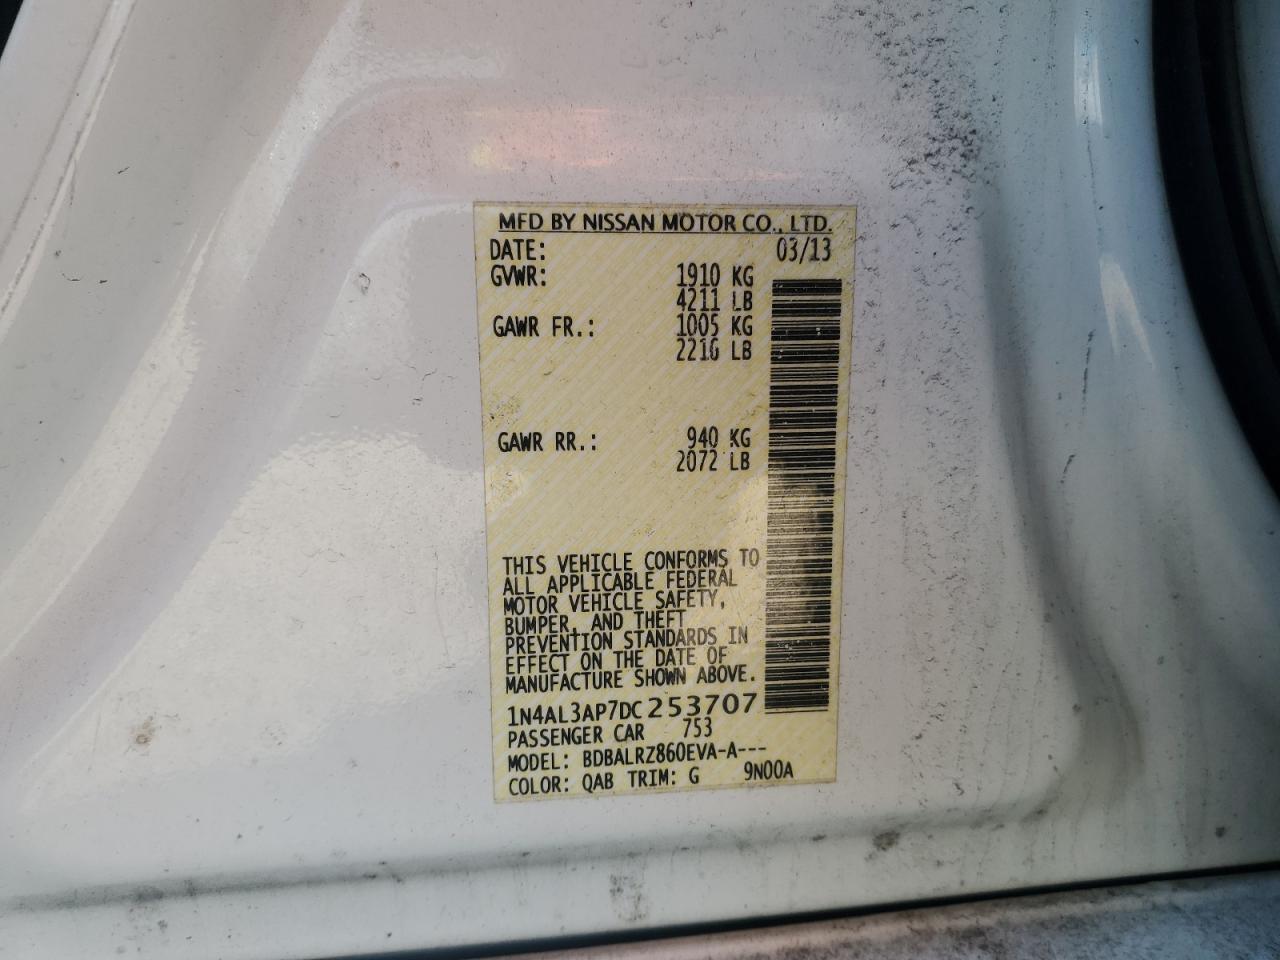 MFD BY NISSAN MOTOR CO., LTD.
DATE: 03/13
GVWR: 1910 KG
4211 LB
GAWR FR.: 1005 KG
2216 LB
GAWR RR.: 940 KG
2072 LB
THIS VEHICLE CONFORMS TO
ALL APPLICABLE FEDERAL
MOTOR VEHICLE SAFETY,
BUMPER, AND THEFT
PREVENTION STANDARDS IN
EFFECT ON THE DATE OF
MANUFACTURE SHOWN ABOVE.
1N4AL3AP7DC253707
PASSENGER CAR 753
MODEL: BDBALRZ860EVA-A---
COLOR: QAB TRIM: G 9N00A